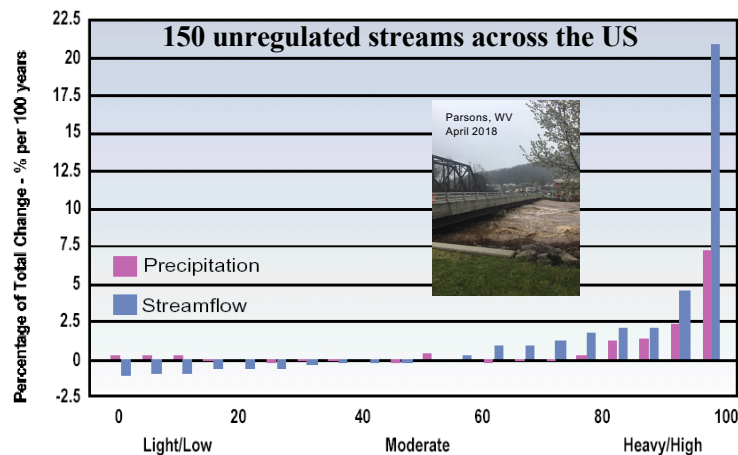 150 unregulated streams across the US
Percentage of Total Change - % per 100 years
22.5
20
17.5
15
12.5
10
7.5
5
2.5
0
-2.5
Parsons, WV
April 2018
Precipitation
Streamflow
0 20 40 60 80 100
Light/Low Moderate Heavy/High